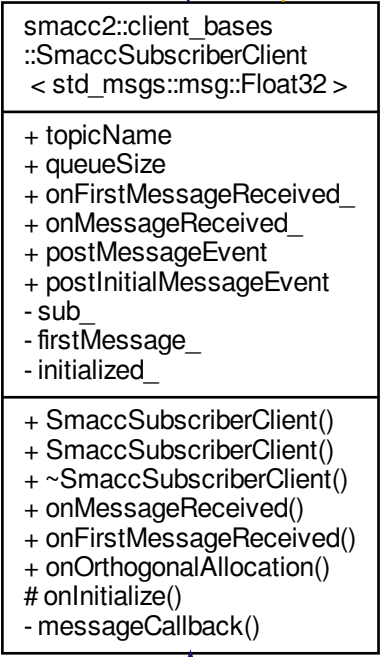 smacc2::client_bases
::SmaccSubscriberClient
< std_msgs::msg::Float32 >
+ topicName
+ queueSize
+ onFirstMessageReceived_
+ onMessageReceived_
+ postMessageEvent
+ postInitialMessageEvent
- sub_
- firstMessage_
- initialized_
+ SmaccSubscriberClient()
+ SmaccSubscriberClient()
+ ~SmaccSubscriberClient()
+ onMessageReceived()
+ onFirstMessageReceived()
+ onOrthogonalAllocation()
# onInitialize()
- messageCallback()